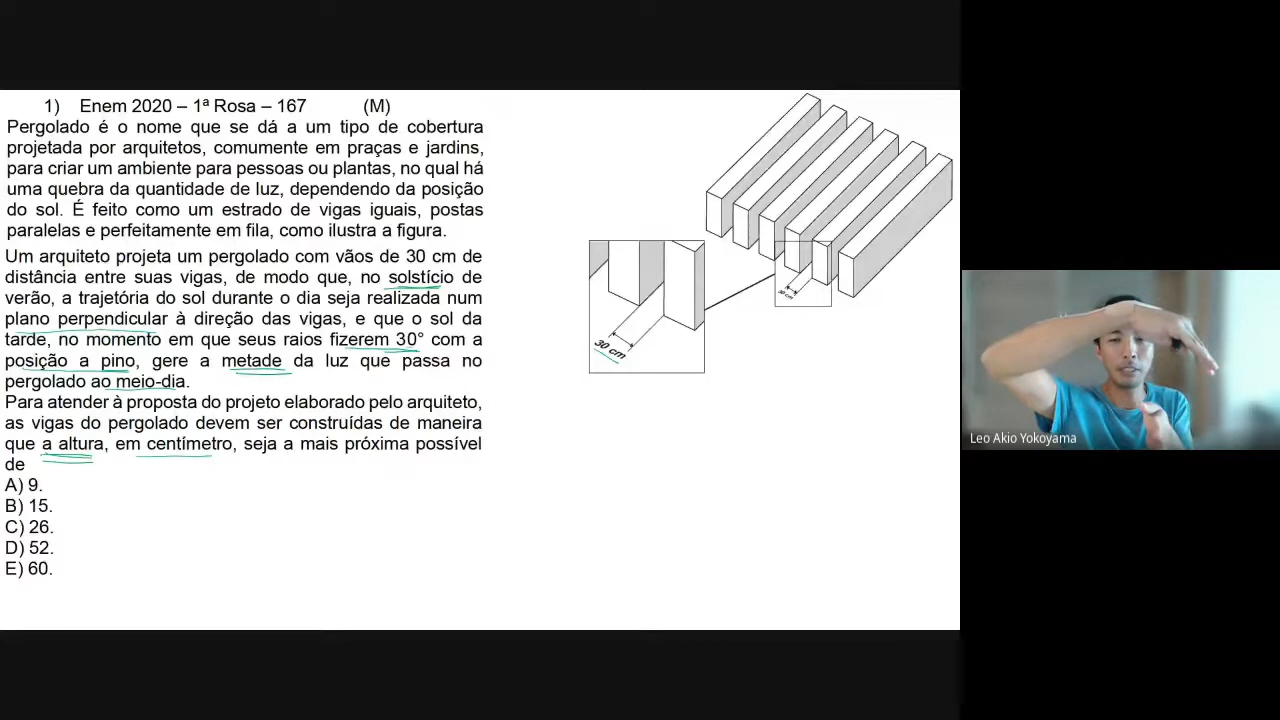 1) Enem 2020 – 1ª Rosa – 167 (M)
Pergolado é o nome que se dá a um tipo de cobertura
projetada por arquitetos, comumente em praças e jardins,
para criar um ambiente para pessoas ou plantas, no qual há
uma quebra da quantidade de luz, dependendo da posição
do sol. É feito como um estrado de vigas iguais, postas
paralelas e perfeitamente em fila, como ilustra a figura.
Um arquiteto projeta um pergolado com vãos de 30 cm de
distância entre suas vigas, de modo que, no solstício de
verão, a trajetória do sol durante o dia seja realizada num
plano perpendicular à direção das vigas, e que o sol da
tarde, no momento em que seus raios fizerem 30° com a
posição a pino, gere a metade da luz que passa no
pergolado ao meio-dia.
Para atender à proposta do projeto elaborado pelo arquiteto,
as vigas do pergolado devem ser construídas de maneira
que a altura, em centímetro, seja a mais próxima possível
de
A) 9.
B) 15.
C) 26.
D) 52.
E) 60.
30 cm
30 cm
Leo Akio Yokoyama